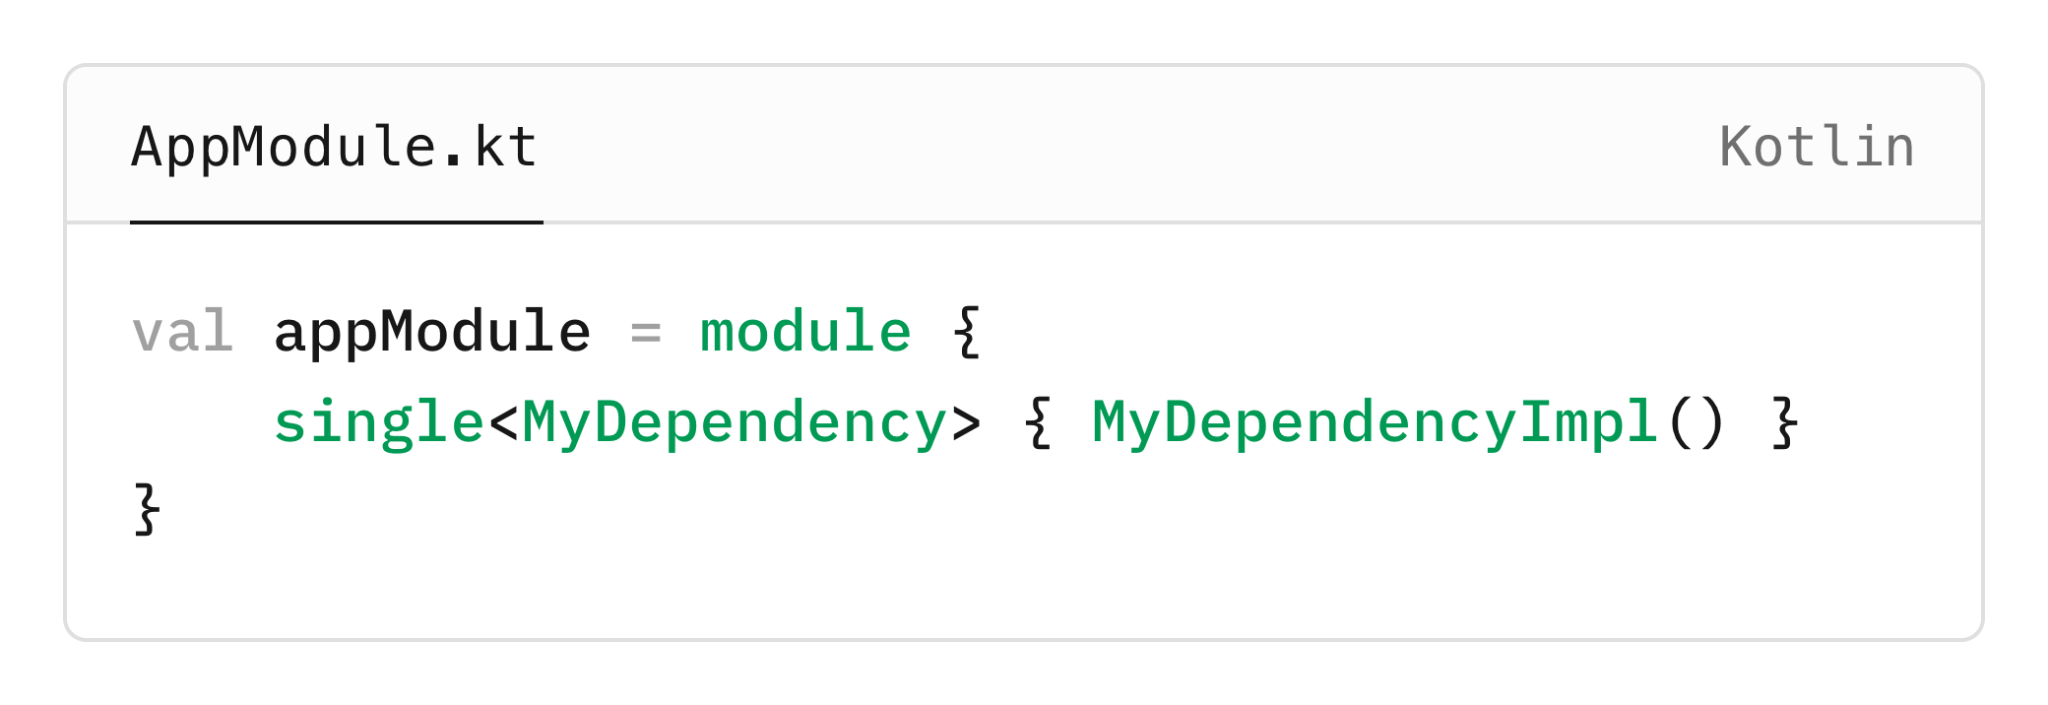 AppModule.kt
Kotlin
val appModule = module {
    single<MyDependency> { MyDependencyImpl() }
}